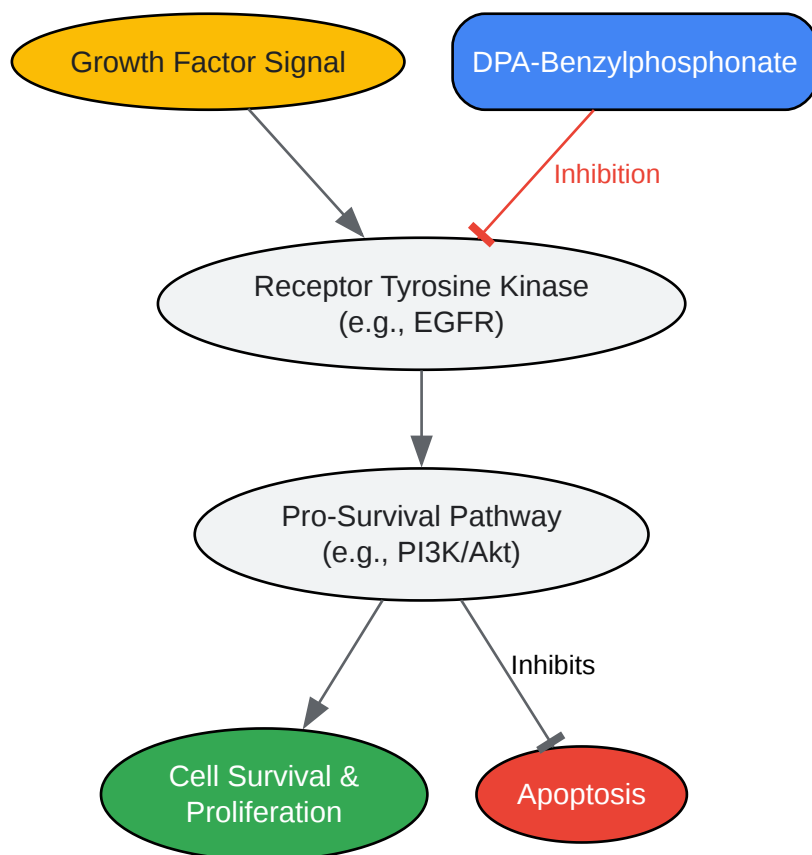 Growth Factor Signal
DPA-Benzylphosphonate
Inhibition
Receptor Tyrosine Kinase
(e.g., EGFR)
Pro-Survival Pathway
(e.g., PI3K/Akt)
Inhibits
Cell Survival &
Proliferation
Apoptosis